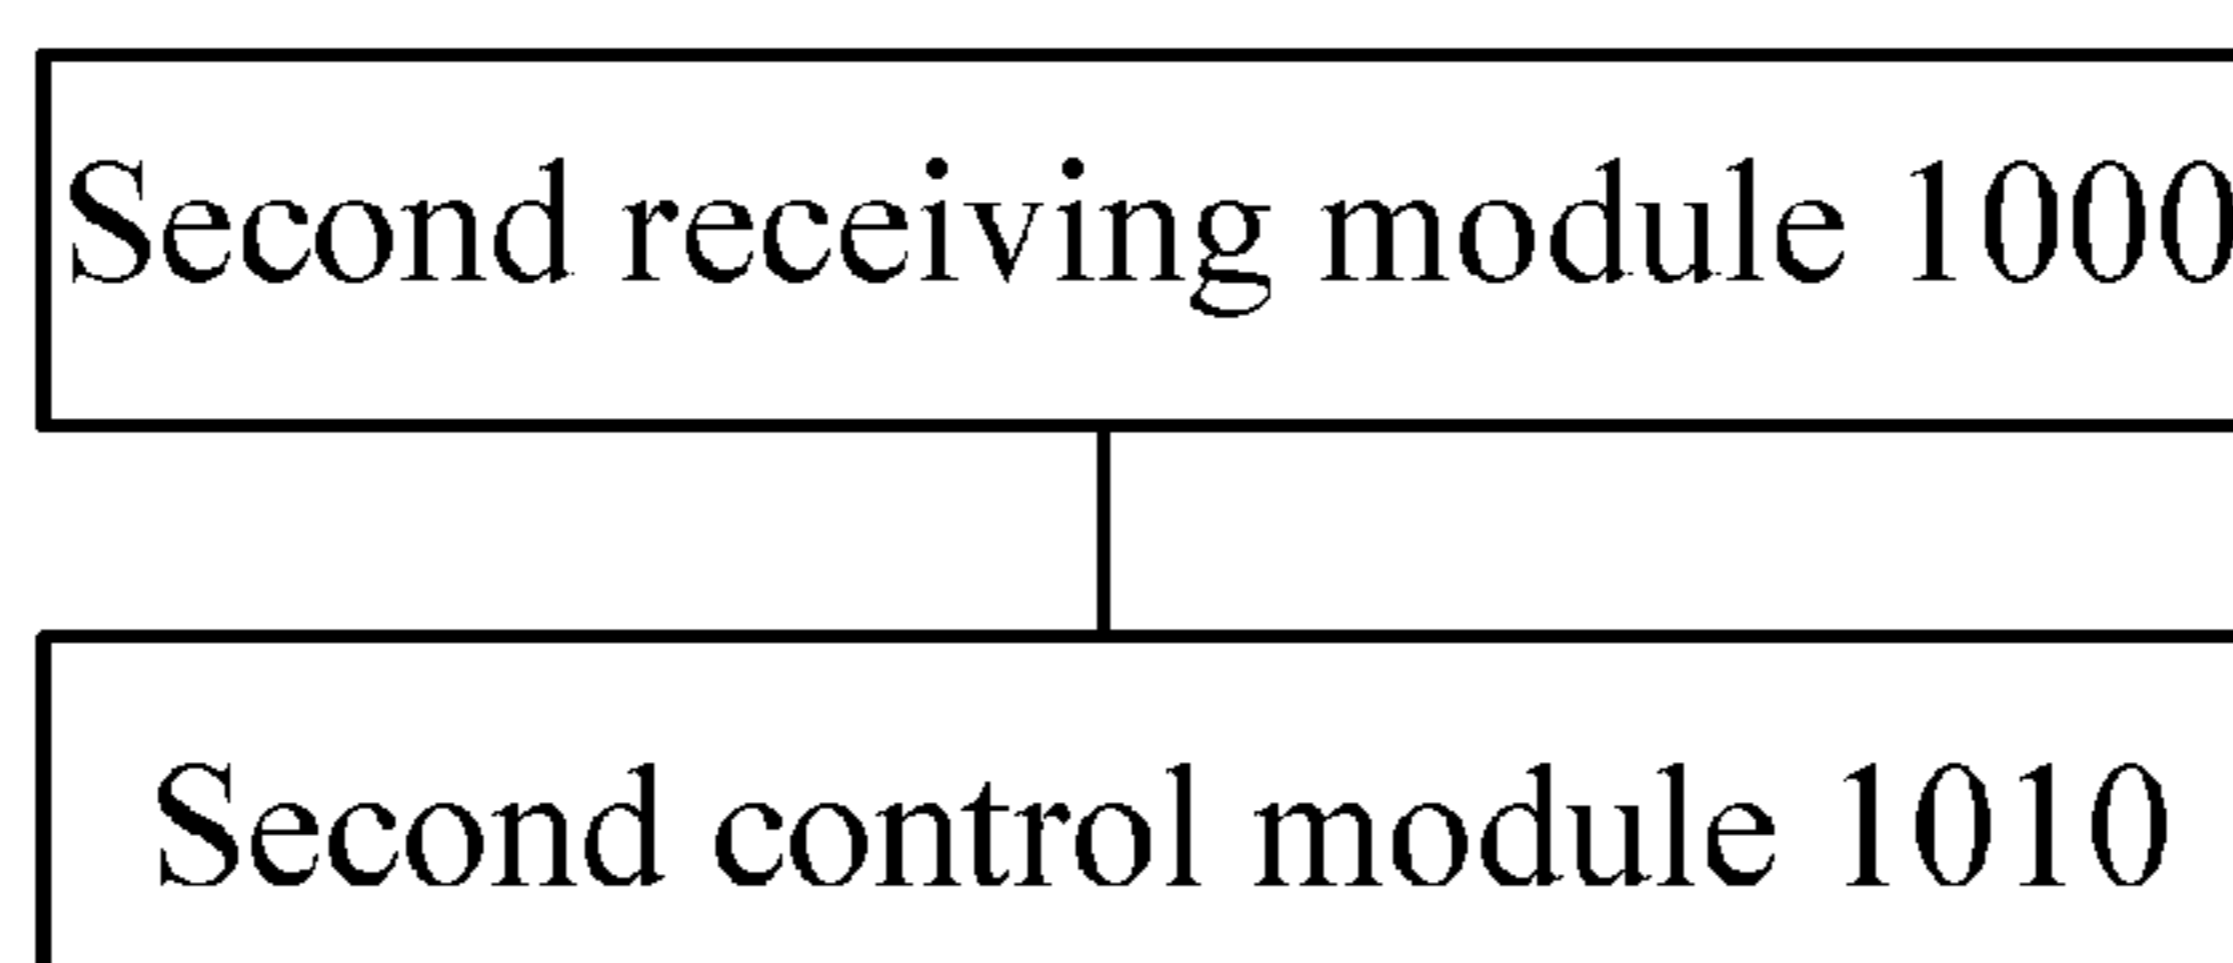 Second receiving module 1000
Second control module 1010